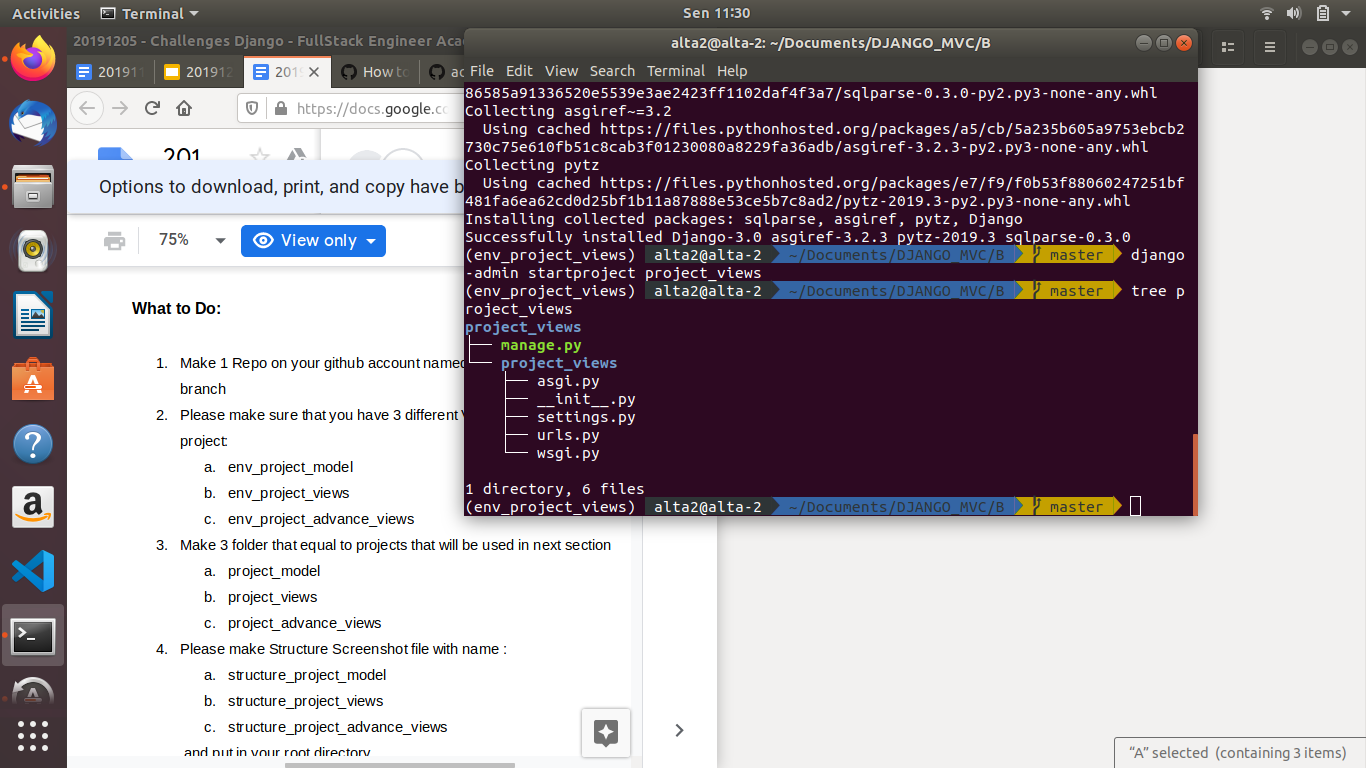 Activities
Terminal
Sen 11:30
20191205 - Challenges Django - FullStack Engineer Aca
201911
201912
2019
How to
ac
https://docs.google.co
201
Options to download, print, and copy have b
75%
View only
What to Do:
1. Make 1 Repo on your github account named
branch
2. Please make sure that you have 3 different V
project:
a. env_project_model
b. env_project_views
c. env_project_advance_views
3. Make 3 folder that equal to projects that will be used in next section
a. project_model
b. project_views
c. project_advance_views
4. Please make Structure Screenshot file with name :
a. structure_project_model
b. structure_project_views
c. structure_project_advance_views
and put in your root directory
alta2@alta-2: ~/Documents/DJANGO_MVC/B
File Edit View Search Terminal Help
86585a91336520e5539e3ae2423ff1102daf4f3a7/sqlparse-0.3.0-py2.py3-none-any.whl
Collecting asgiref~=3.2
Using cached https://files.pythonhosted.org/packages/a5/cb/5a235b605a9753ebcb2
730c75e610fb51c8cab3f01230080a8229fa36adb/asgiref-3.2.3-py2.py3-none-any.whl
Collecting pytz
Using cached https://files.pythonhosted.org/packages/e7/f9/f0b53f88060247251bf
481fa6ea62cd0d25bf1b11a87888e53ce5b7c8ad2/pytz-2019.3-py2.py3-none-any.whl
Installing collected packages: sqlparse, asgiref, pytz, Django
Successfully installed Django-3.0 asgiref-3.2.3 pytz-2019.3 sqlparse-0.3.0
(env_project_views) alta2@alta-2 ~/Documents/DJANGO_MVC/B master django
-admin startproject project_views
(env_project_views) alta2@alta-2 ~/Documents/DJANGO_MVC/B master tree p
roject_views
project_views
├── manage.py
└── project_views
├── asgi.py
├── __init__.py
├── settings.py
├── urls.py
└── wsgi.py
1 directory, 6 files
(env_project_views) alta2@alta-2 ~/Documents/DJANGO_MVC/B master
“A” selected (containing 3 items)